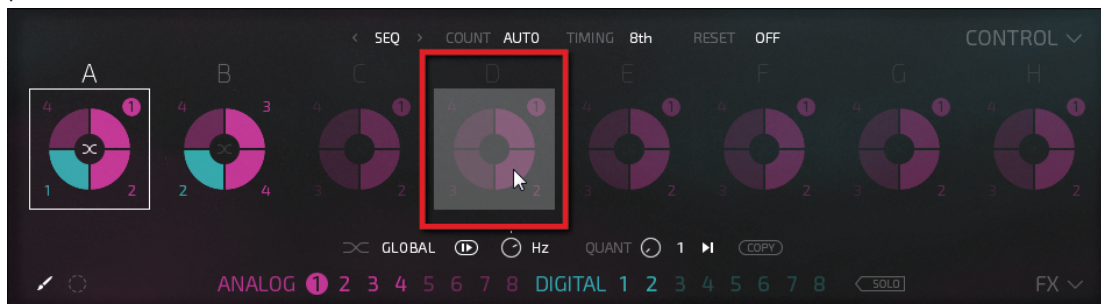 < SEQ > COUNT AUTO TIMING 8th RESET OFF CONTROL
A B C D E F G H
4 1 4 3 4 1 4 1 4 1 4 1 4 1 4 1
1 2 2 4 3 2 3 2 3 2 3 2 3 2 3 2
GLOBAL Hz QUANT 1 COPY
ANALOG 1 2 3 4 5 6 7 8 DIGITAL 1 2 3 4 5 6 7 8 SOLO FX